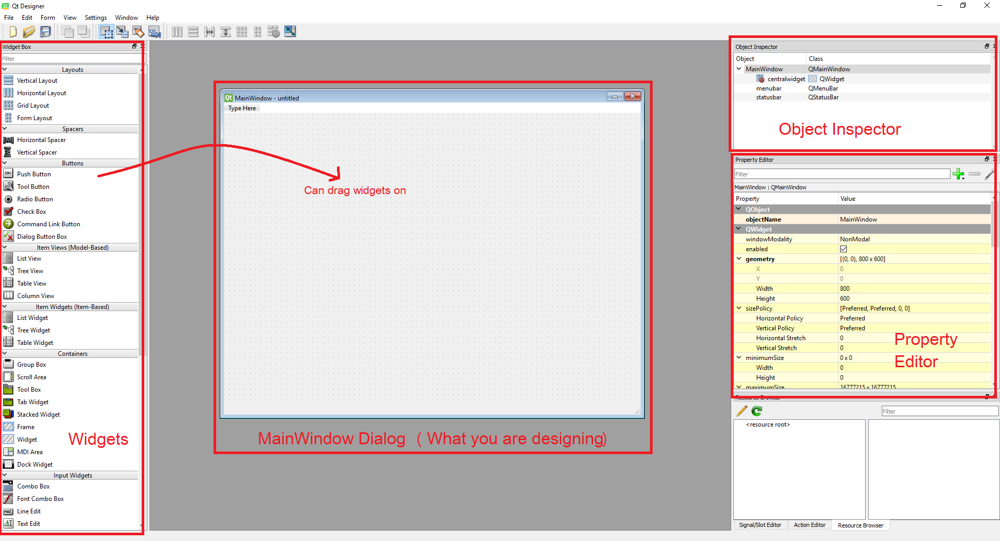 Qt Designer
File Edit Form View Settings Window Help
Widget Box
Filter
Layouts
Vertical Layout
Horizontal Layout
Grid Layout
Form Layout
Spacers
Horizontal Spacer
Vertical Spacer
Buttons
Push Button
Tool Button
Radio Button
Check Box
Command Link Button
Dialog Button Box
Item Views (Model-Based)
List View
Tree View
Table View
Column View
Item Widgets (Item-Based)
List Widget
Tree Widget
Table Widget
Containers
Group Box
Scroll Area
Tool Box
Tab Widget
Stacked Widget
Frame
Widget
MDI Area
Dock Widget
Input Widgets
Combo Box
Font Combo Box
Line Edit
Text Edit
Widgets
MainWindow - untitled
Type Here
Can drag widgets on
MainWindow Dialog ( What you are designing)
Object Inspector
Object Class
MainWindow QMainWindow
centralwidget QWidget
menubar QMenuBar
statusbar QStatusBar
Object Inspector
Property Editor
Filter
MainWindow : QMainWindow
Property Value
QObject
objectName MainWindow
QWidget
windowModality NonModal
enabled
geometry [(0, 0), 800 x 600]
X 0
Y 0
Width 800
Height 600
sizePolicy [Preferred, Preferred, 0, 0]
Horizontal Policy Preferred
Vertical Policy Preferred
Horizontal Stretch 0
Vertical Stretch 0
minimumSize 0 x 0
Width 0
Height 0
maximumSize 16777215 x 16777215
Property
Editor
Resource Browser
Filter
<resource root>
Signal/Slot Editor Action Editor Resource Browser